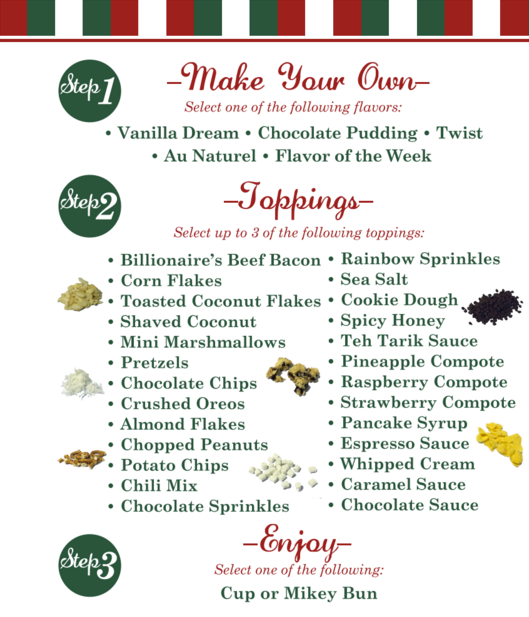 Step 1
–Make Your Own–
Select one of the following flavors:
• Vanilla Dream • Chocolate Pudding • Twist
• Au Naturel • Flavor of the Week
Step 2
–Toppings–
Select up to 3 of the following toppings:
• Billionaire's Beef Bacon
• Corn Flakes
• Toasted Coconut Flakes
• Shaved Coconut
• Mini Marshmallows
• Pretzels
• Chocolate Chips
• Crushed Oreos
• Almond Flakes
• Chopped Peanuts
• Potato Chips
• Chili Mix
• Chocolate Sprinkles
• Rainbow Sprinkles
• Sea Salt
• Cookie Dough
• Spicy Honey
• Teh Tarik Sauce
• Pineapple Compote
• Raspberry Compote
• Strawberry Compote
• Pancake Syrup
• Espresso Sauce
• Whipped Cream
• Caramel Sauce
• Chocolate Sauce
Step 3
–Enjoy–
Select one of the following:
Cup or Mikey Bun